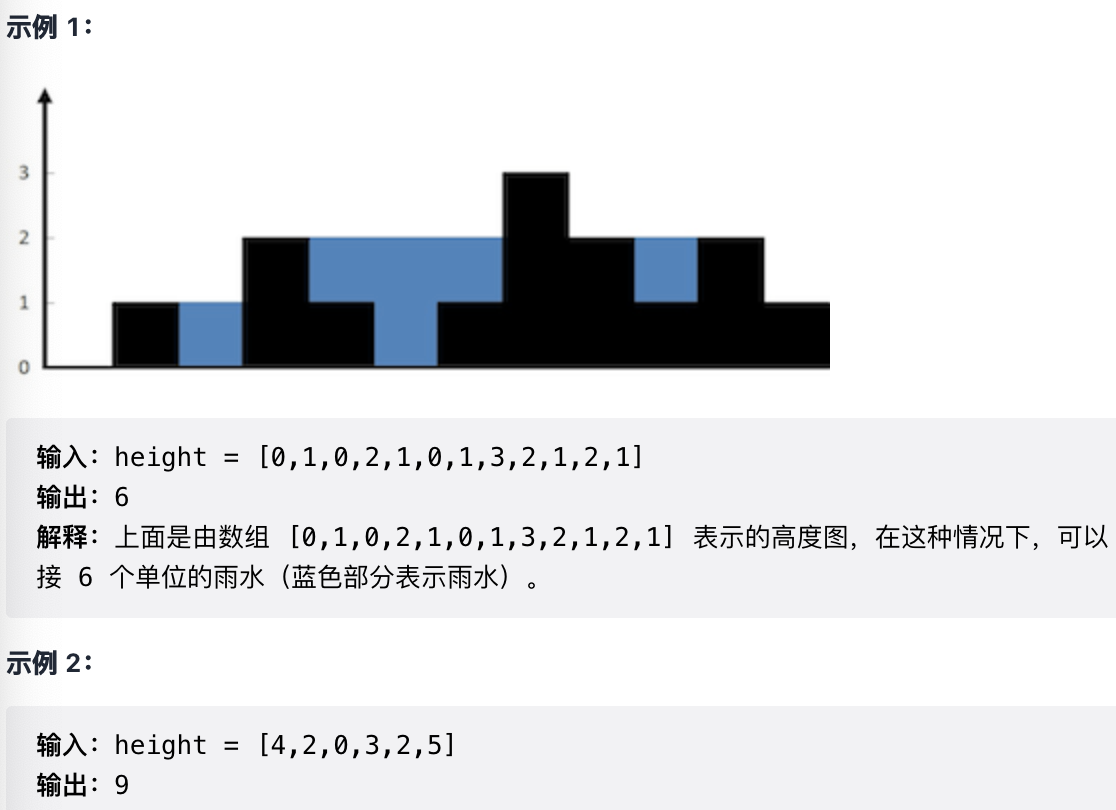 示例 1：
3
2
1
0
输入：height = [0,1,0,2,1,0,1,3,2,1,2,1]
输出：6
解释：上面是由数组 [0,1,0,2,1,0,1,3,2,1,2,1] 表示的高度图，在这种情况下，可以
接 6 个单位的雨水（蓝色部分表示雨水）。
示例 2：
输入：height = [4,2,0,3,2,5]
输出：9